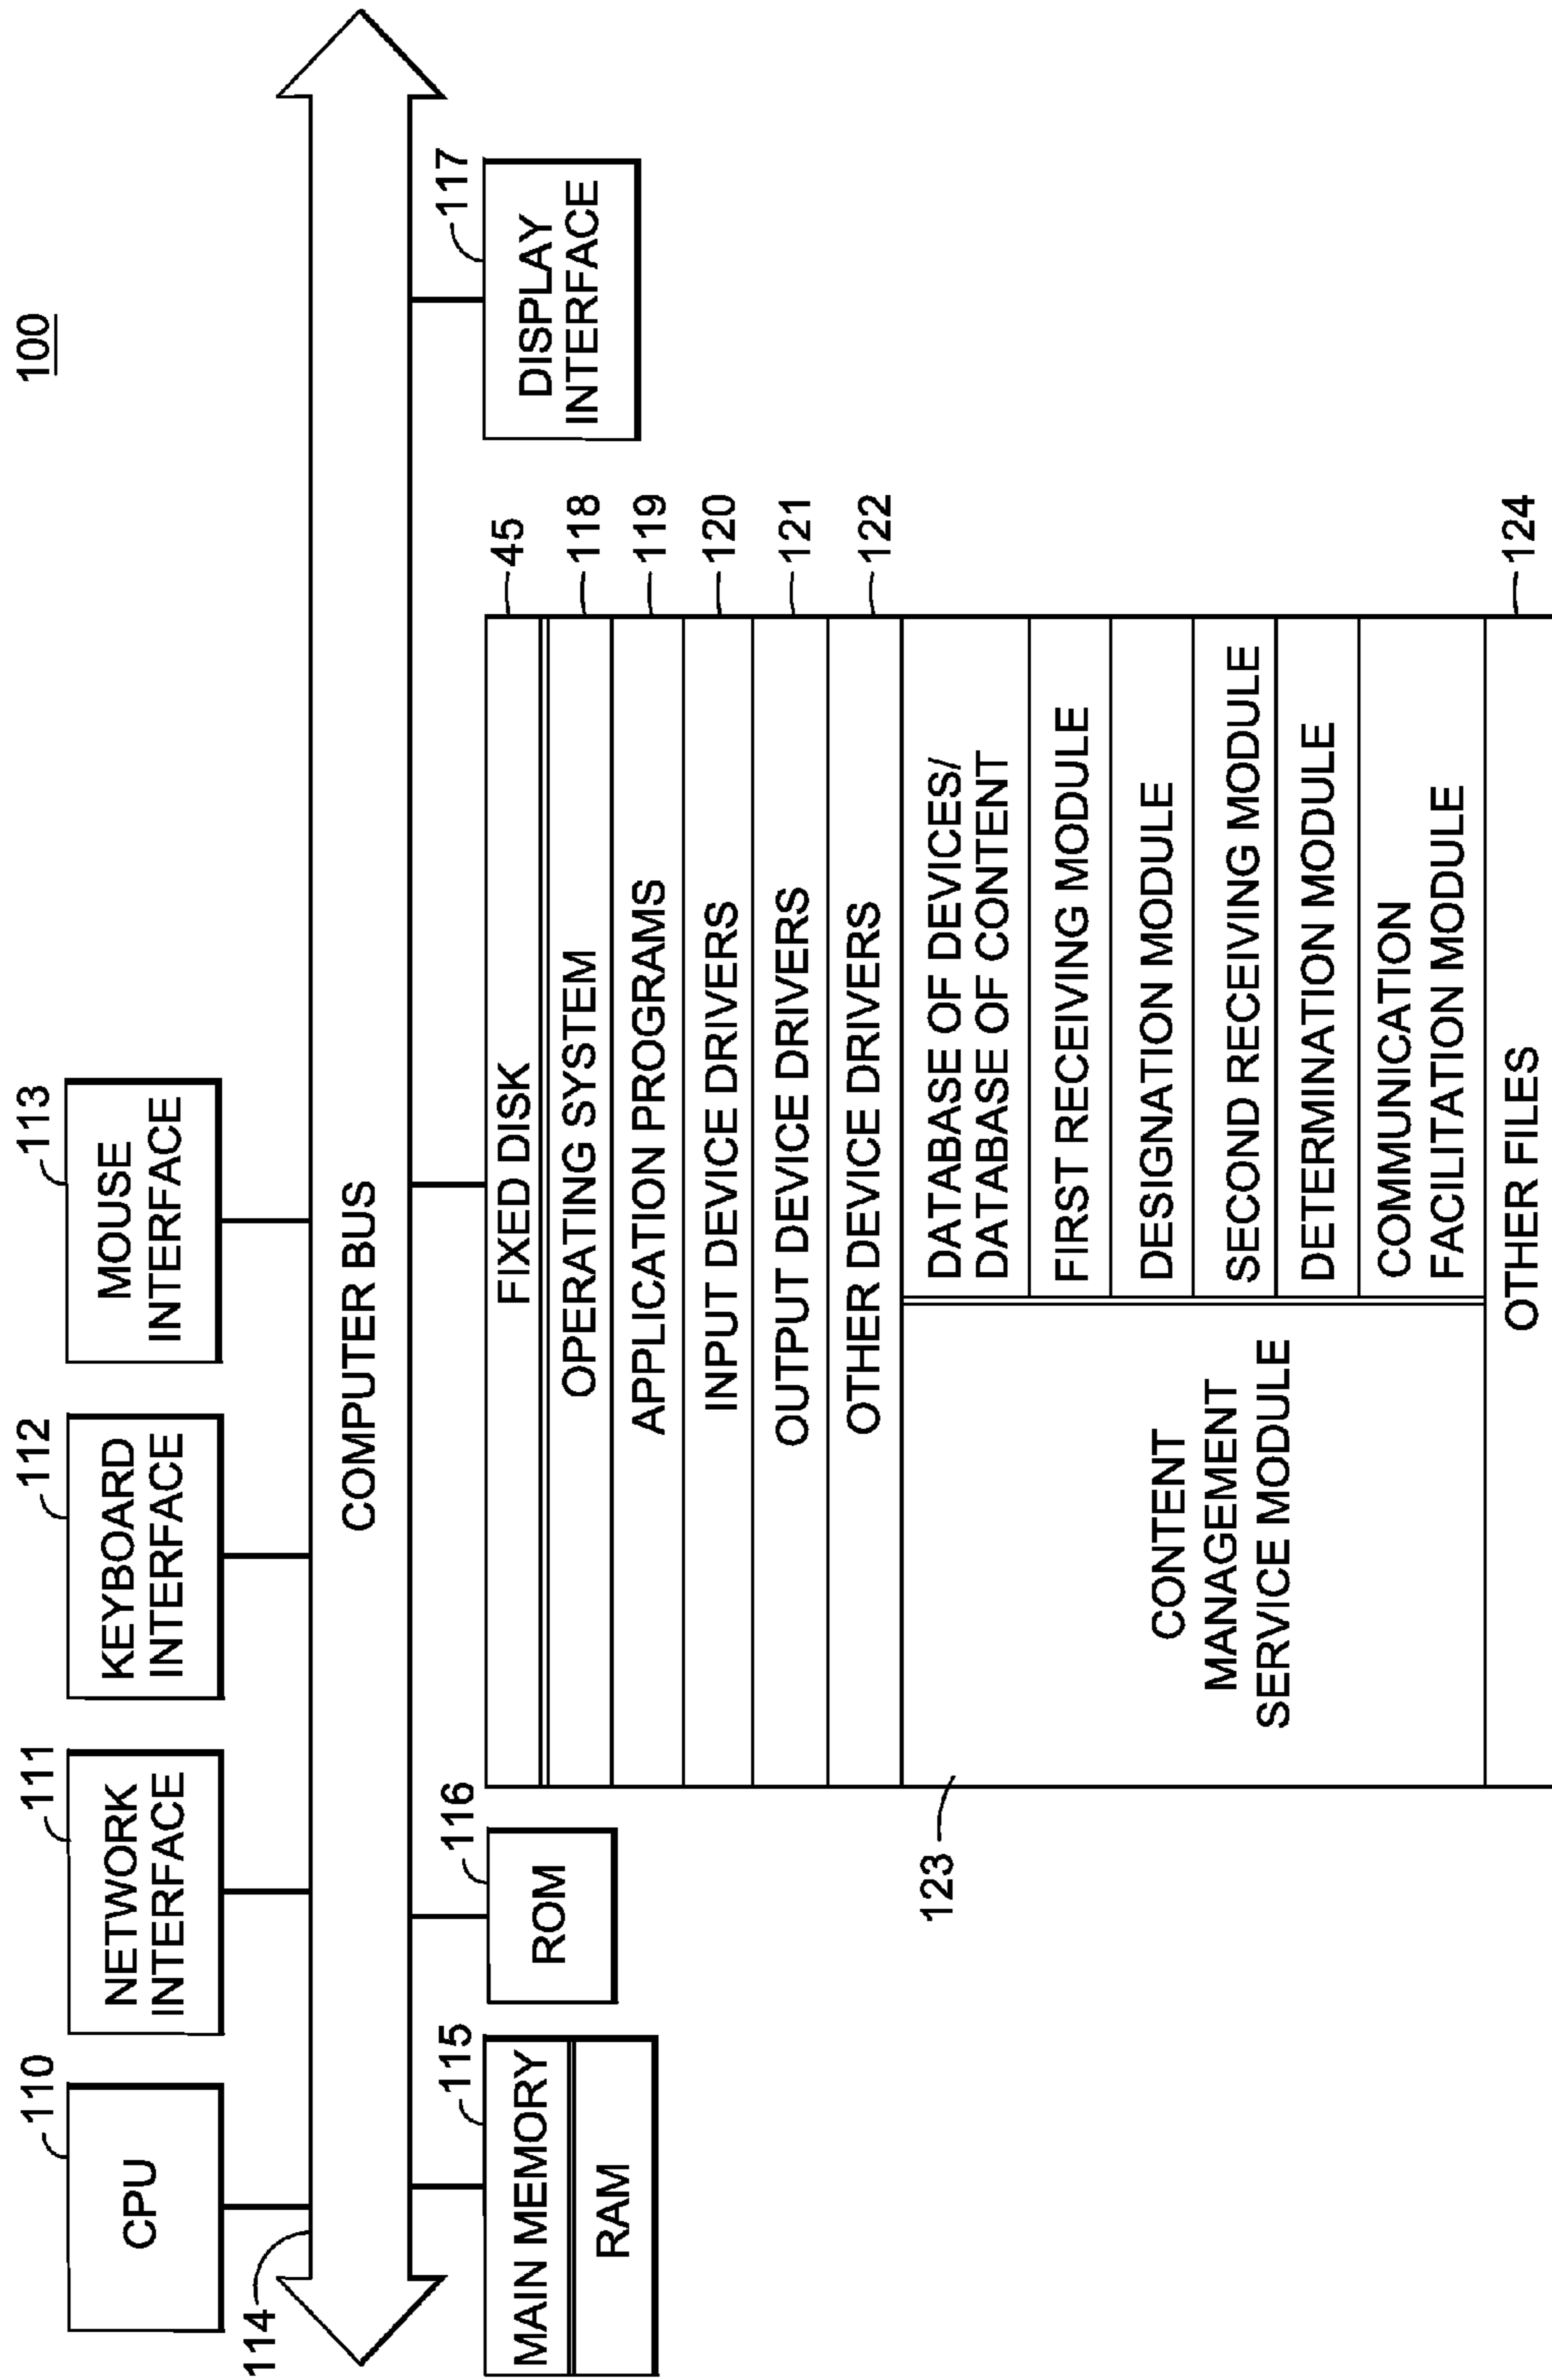 100
110
CPU
111
NETWORK
INTERFACE
112
KEYBOARD
INTERFACE
113
MOUSE
INTERFACE
114
COMPUTER BUS
115
MAIN MEMORY
RAM
116
ROM
117
DISPLAY
INTERFACE
FIXED DISK
45
OPERATING SYSTEM
118
APPLICATION PROGRAMS
119
INPUT DEVICE DRIVERS
120
OUTPUT DEVICE DRIVERS
121
OTHER DEVICE DRIVERS
122
123
CONTENT
MANAGEMENT
SERVICE MODULE
DATABASE OF DEVICES/
DATABASE OF CONTENT
FIRST RECEIVING MODULE
DESIGNATION MODULE
SECOND RECEIVING MODULE
DETERMINATION MODULE
COMMUNICATION
FACILITATION MODULE
OTHER FILES
124